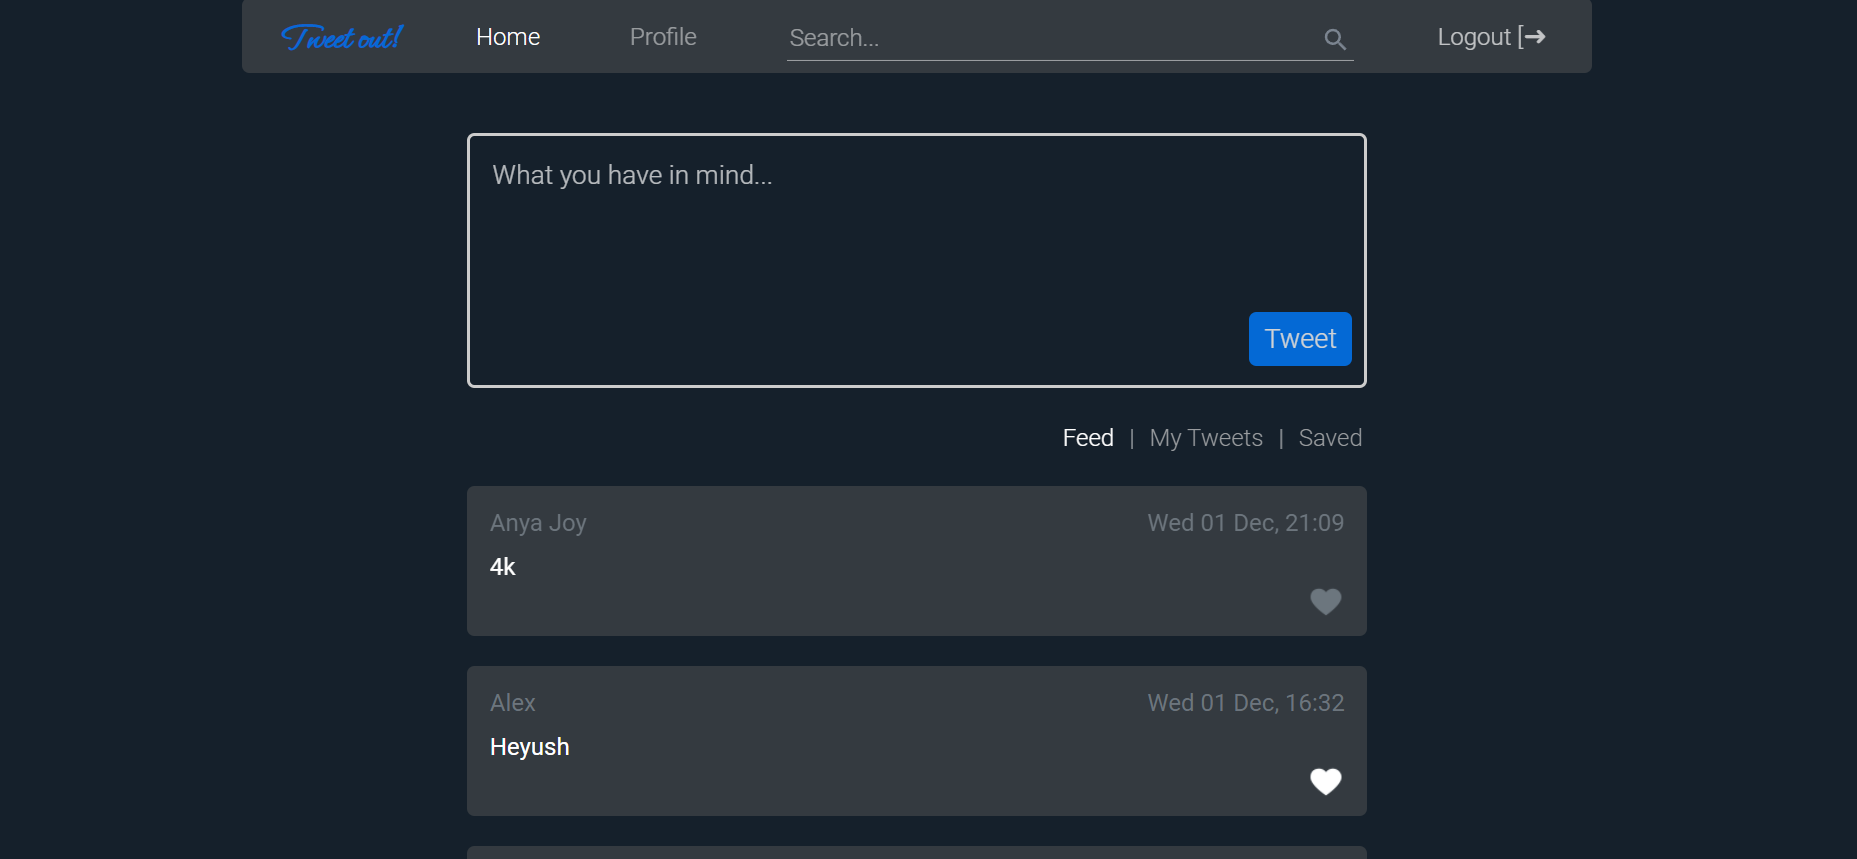 Tweet out! Home Profile Search... Logout
What you have in mind...
Tweet
Feed | My Tweets | Saved
Anya Joy Wed 01 Dec, 21:09
4k
Alex Wed 01 Dec, 16:32
Heyush